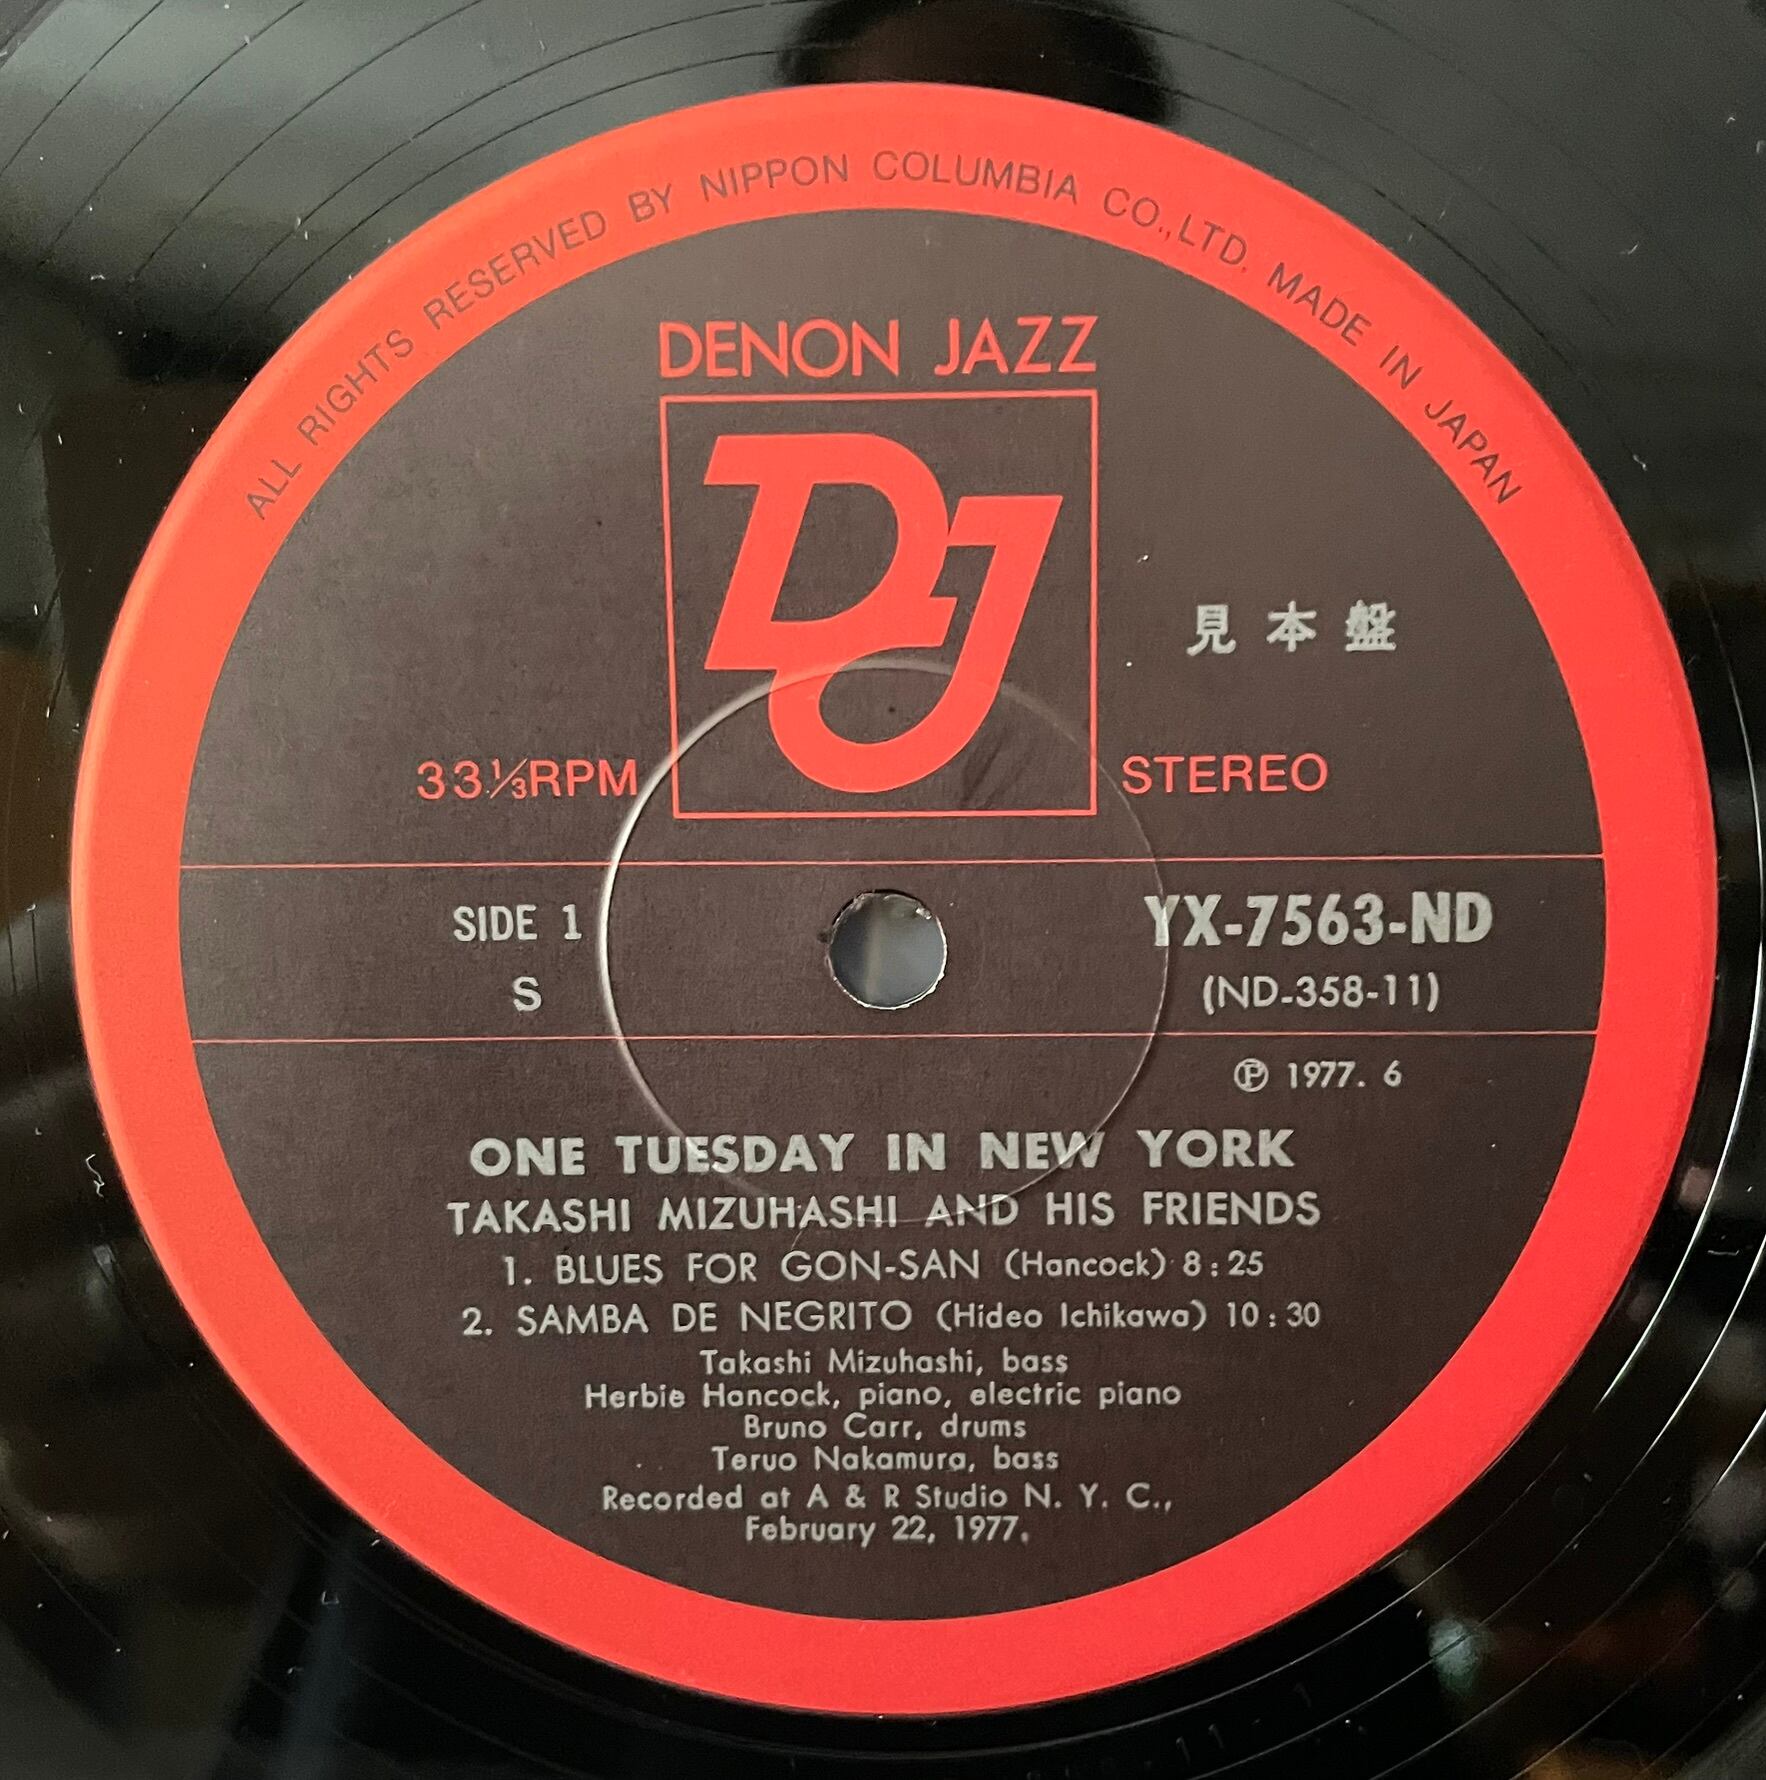 ALL RIGHTS RESERVED BY NIPPON COLUMBIA CO.,LTD. MADE IN JAPAN
DENON JAZZ
DJ
見本盤
33⅓RPM
STEREO
SIDE 1
YX-7563-ND
S
(ND-358-11)
Ⓟ 1977. 6
ONE TUESDAY IN NEW YORK
TAKASHI MIZUHASHI AND HIS FRIENDS
1. BLUES FOR GON-SAN (Hancock) 8:25
2. SAMBA DE NEGRITO (Hideo Ichikawa) 10:30
Takashi Mizuhashi, bass
Herbie Hancock, piano, electric piano
Bruno Carr, drums
Teruo Nakamura, bass
Recorded at A & R Studio N. Y. C.,
February 22, 1977.